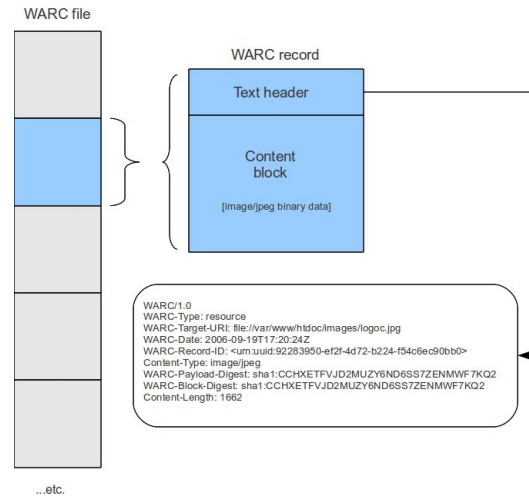 WARC file
WARC record
Text header
Content
block
[image/jpeg binary data]
WARC/1.0
WARC-Type: resource
WARC-Target-URI: file://var/www/htdoc/images/logoc.jpg
WARC-Date: 2006-09-19T17:20:24Z
WARC-Record-ID: <urn:uuid:92283950-ef2f-4d72-b224-f54c6ec90bb0>
Content-Type: image/jpeg
WARC-Payload-Digest: sha1:CCHXETFVJD2MUZY6ND6SS7ZENMWF7KQ2
WARC-Block-Digest: sha1:CCHXETFVJD2MUZY6ND6SS7ZENMWF7KQ2
Content-Length: 1662
...etc.